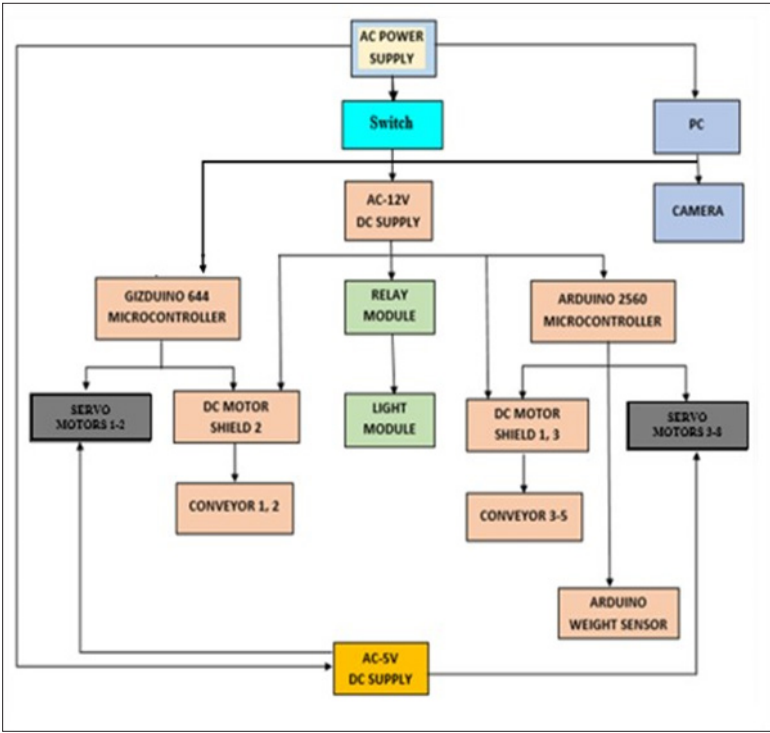 AC POWER
SUPPLY
Switch
PC
AC-12V
DC SUPPLY
CAMERA
GIZDUINO 644
MICROCONTROLLER
RELAY
MODULE
ARDUINO 2560
MICROCONTROLLER
SERVO
MOTORS 1-2
DC MOTOR
SHIELD 2
LIGHT
MODULE
DC MOTOR
SHIELD 1, 3
SERVO
MOTORS 3-8
CONVEYOR 1, 2
CONVEYOR 3-5
ARDUINO
WEIGHT SENSOR
AC-5V
DC SUPPLY